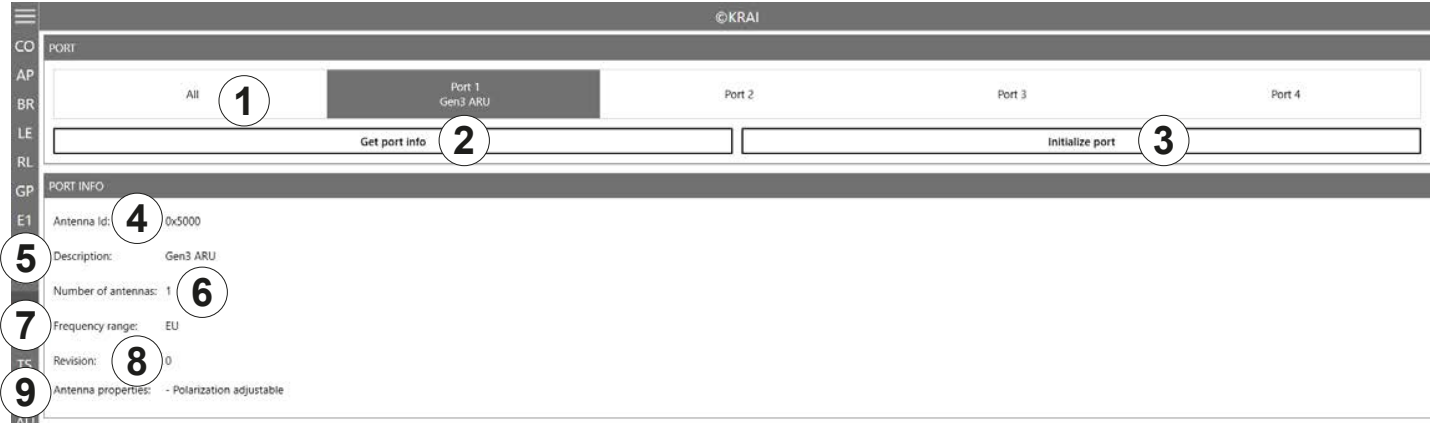 ©KRAI
CO
PORT
AP
BR
LE
RL
GP
E1
TS
All
1
Port 1
Gen3 ARU
Port 2
Port 3
Port 4
Get port info
2
Initialize port
3
PORT INFO
Antenna Id: 4 0x5000
5 Description: Gen3 ARU
Number of antennas: 1 6
7 Frequency range: EU
Revision: 8 0
9 Antenna properties: - Polarization adjustable